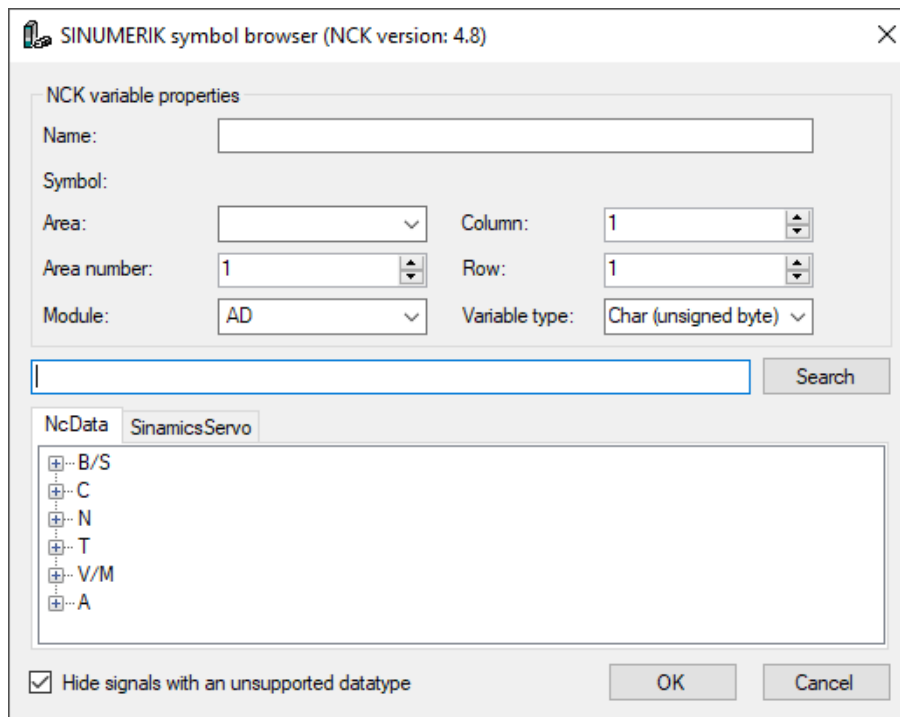 SINUMERIK symbol browser (NCK version: 4.8)
NCK variable properties
Name:
Symbol:
Area: Column: 1
Area number: 1 Row: 1
Module: AD Variable type: Char (unsigned byte)
Search
NcData SinamicsServo
B/S
C
N
T
V/M
A
Hide signals with an unsupported datatype OK Cancel